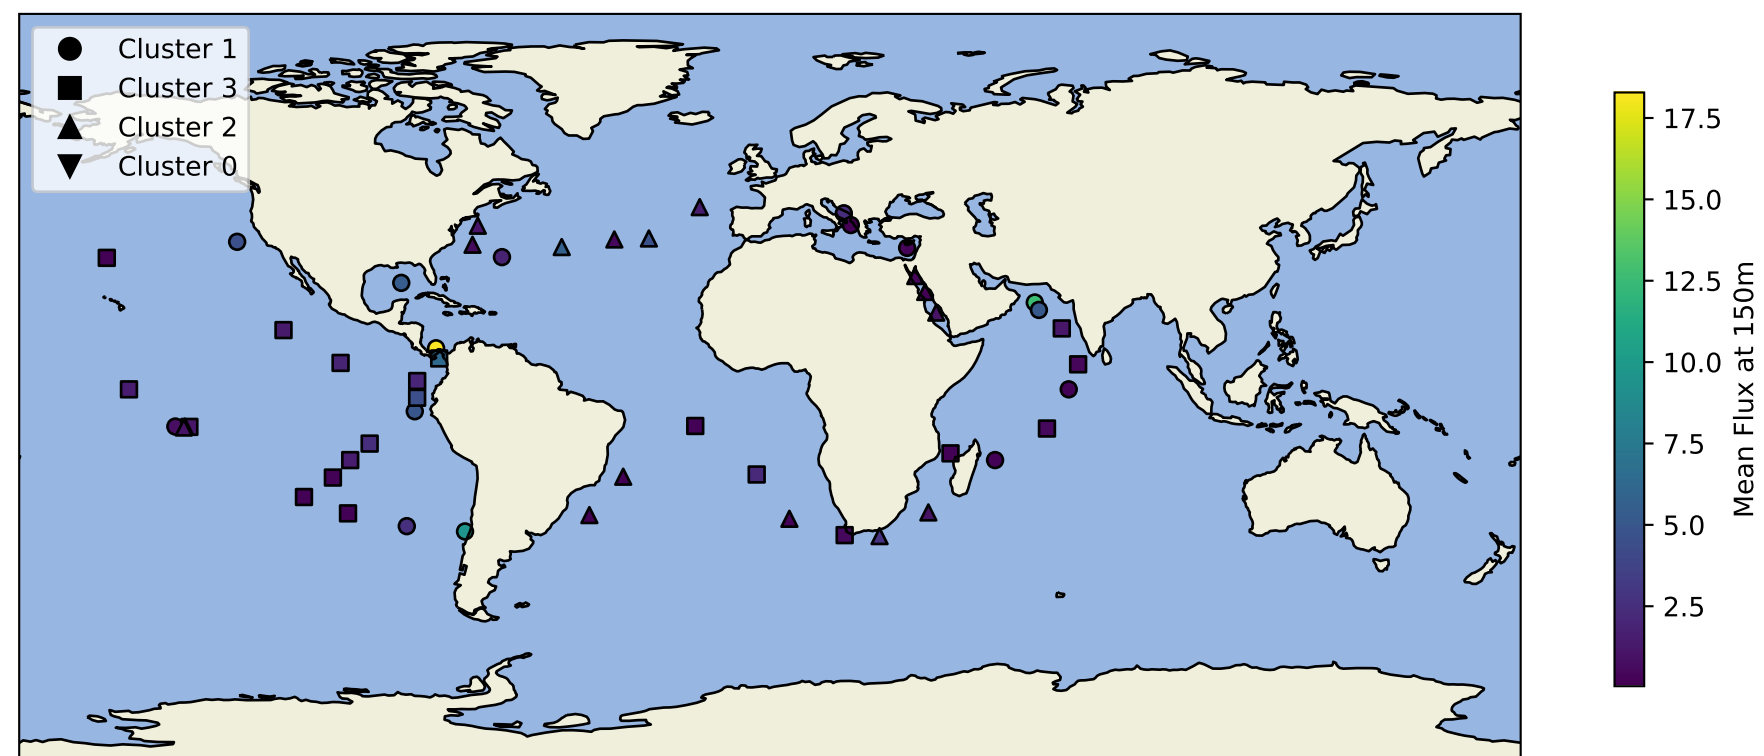 Cluster 1
Cluster 3
Cluster 2
Cluster 0
17.5
15.0
12.5
10.0
7.5
5.0
2.5
Mean Flux at 150m